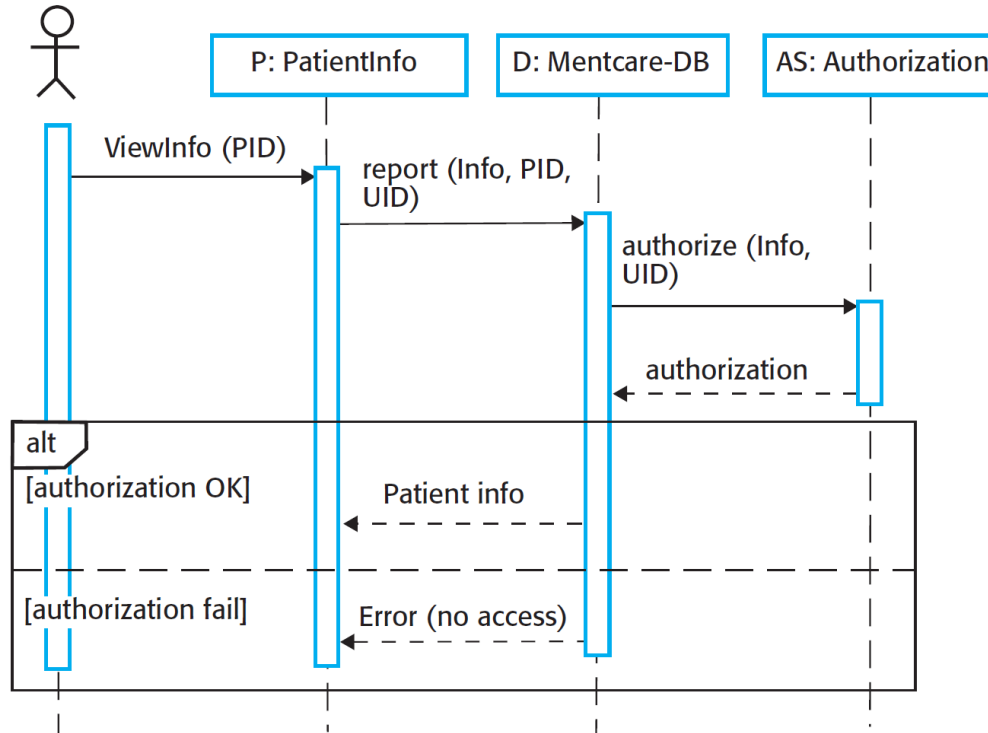 P: PatientInfo
D: Mentcare-DB
AS: Authorization
ViewInfo (PID)
report (Info, PID,
UID)
authorize (Info,
UID)
authorization
alt
[authorization OK]
Patient info
[authorization fail]
Error (no access)